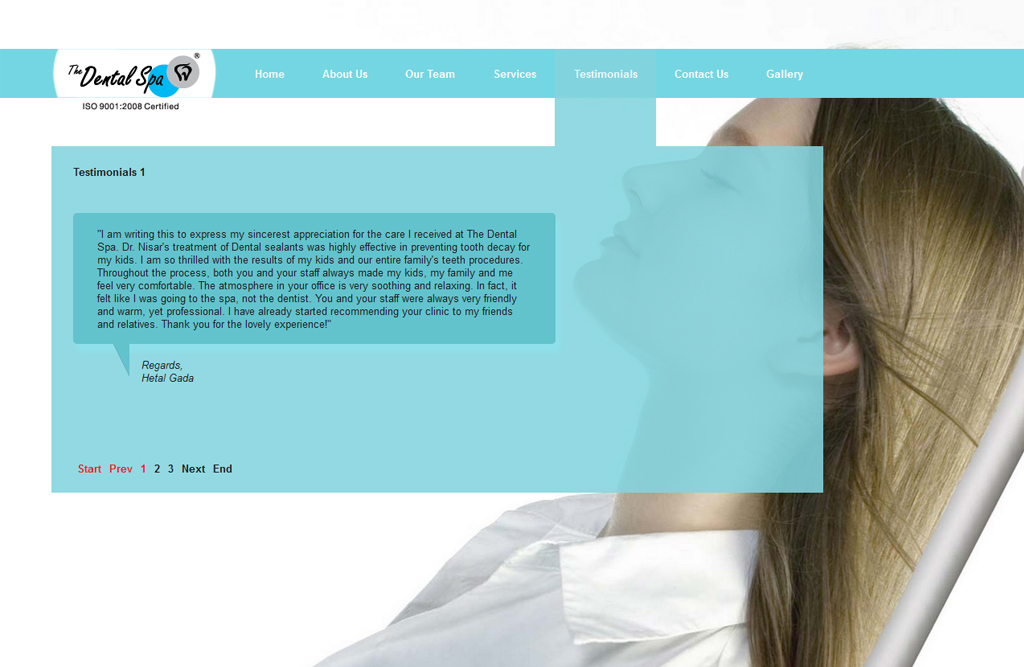 The Dental Spa ®
ISO 9001:2008 Certified
Home About Us Our Team Services Testimonials Contact Us Gallery
Testimonials 1
"I am writing this to express my sincerest appreciation for the care I received at The Dental
Spa. Dr. Nisar's treatment of Dental sealants was highly effective in preventing tooth decay for
my kids. I am so thrilled with the results of my kids and our entire family's teeth procedures.
Throughout the process, both you and your staff always made my kids, my family and me
feel very comfortable. The atmosphere in your office is very soothing and relaxing. In fact, it
felt like I was going to the spa, not the dentist. You and your staff were always very friendly
and warm, yet professional. I have already started recommending your clinic to my friends
and relatives. Thank you for the lovely experience!"
Regards,
Hetal Gada
Start Prev 1 2 3 Next End